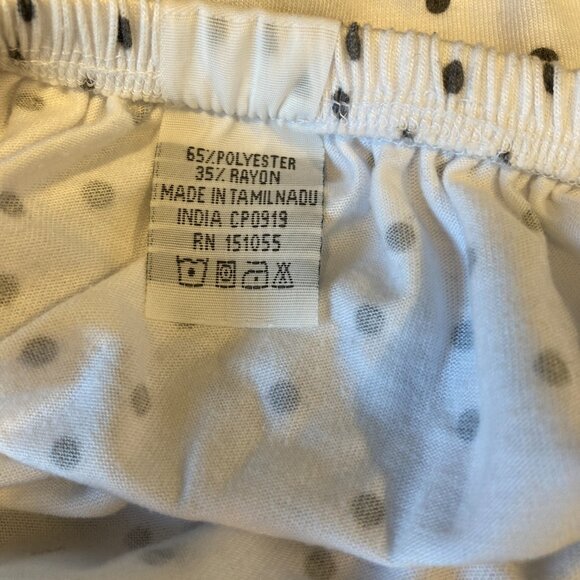 65%POLYESTER
35% RAYON
MADE IN TAMILNADU
INDIA CP0919
RN 151055